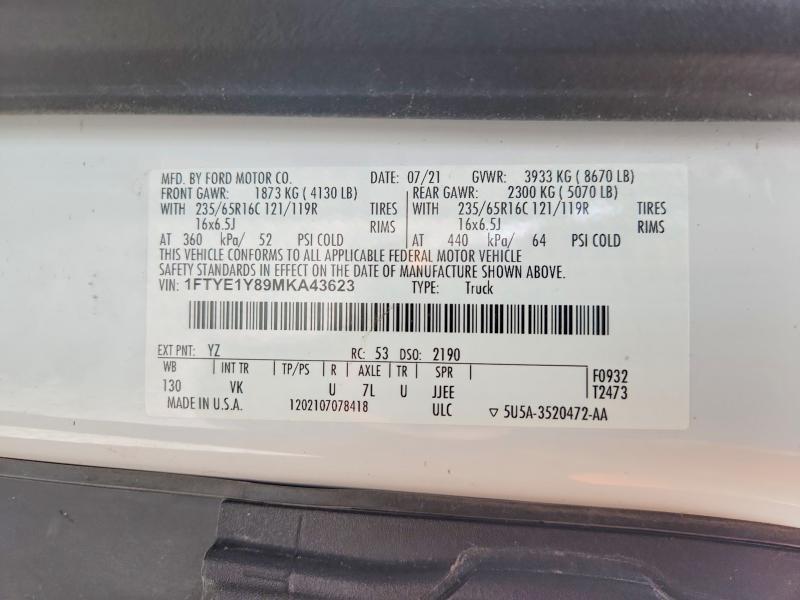 MFD. BY FORD MOTOR CO. DATE: 07/21 GVWR: 3933 KG ( 8670 LB)
FRONT GAWR: 1873 KG ( 4130 LB) REAR GAWR: 2300 KG ( 5070 LB)
WITH 235/65R16C 121/119R TIRES WITH 235/65R16C 121/119R TIRES
16x6.5J RIMS 16x6.5J RIMS
AT 360 kPa/ 52 PSI COLD AT 440 kPa/ 64 PSI COLD
THIS VEHICLE CONFORMS TO ALL APPLICABLE FEDERAL MOTOR VEHICLE
SAFETY STANDARDS IN EFFECT ON THE DATE OF MANUFACTURE SHOWN ABOVE.
VIN: 1FTYE1Y89MKA43623 TYPE: Truck
EXT PNT: YZ RC: 53 DSO: 2190
WB INT TR TP/PS R AXLE TR SPR F0932
130 VK U 7L U JJEE T2473
MADE IN U.S.A. 1202107078418 ULC ▽ 5U5A-3520472-AA